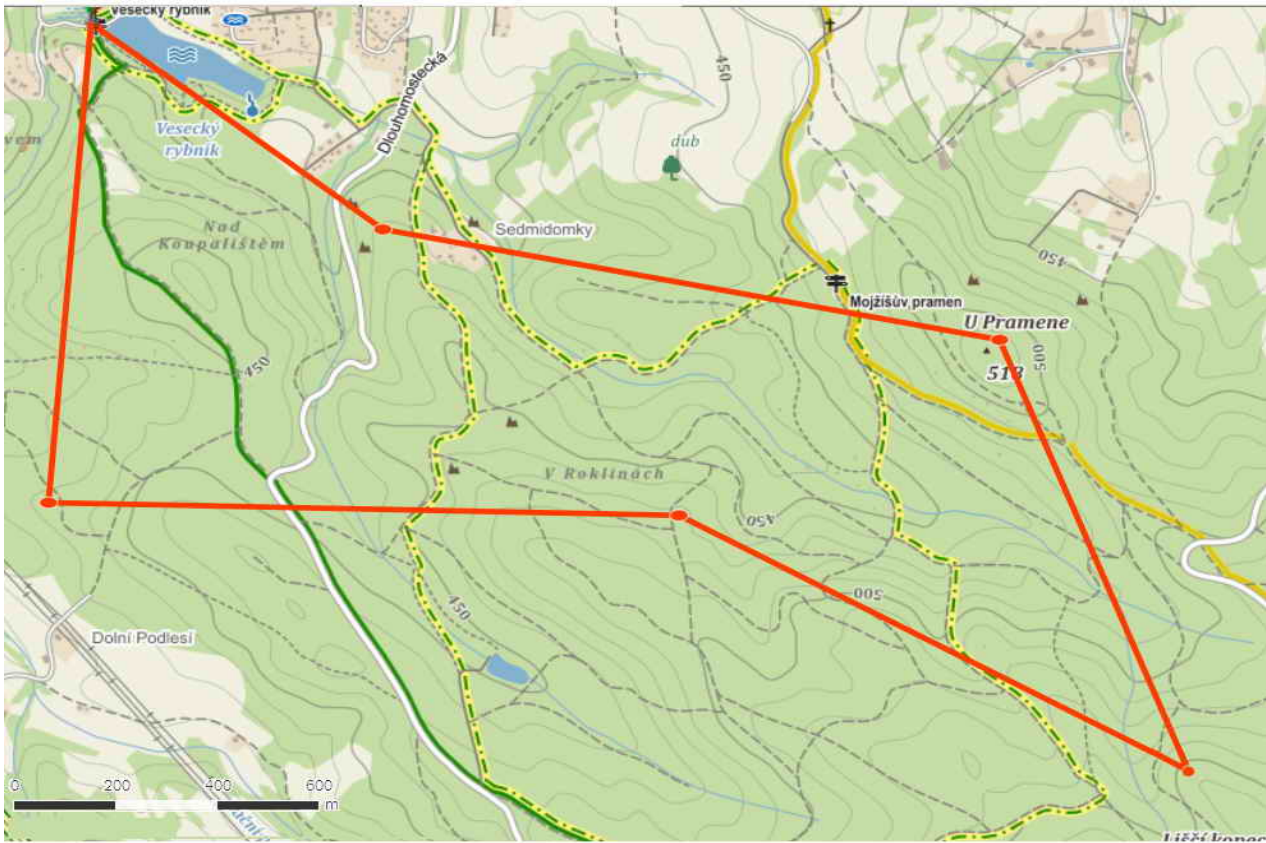 Vesecký rybník
Dlouhomostecká
450
dub
Vesecký
rybník
Nad
Koupalištěm
Sedmidomky
450
Mojžíšův pramen
U Pramene
513
500
450
V Roklinách
450
500
450
Dolní Podlesí
0 200 400 600
m